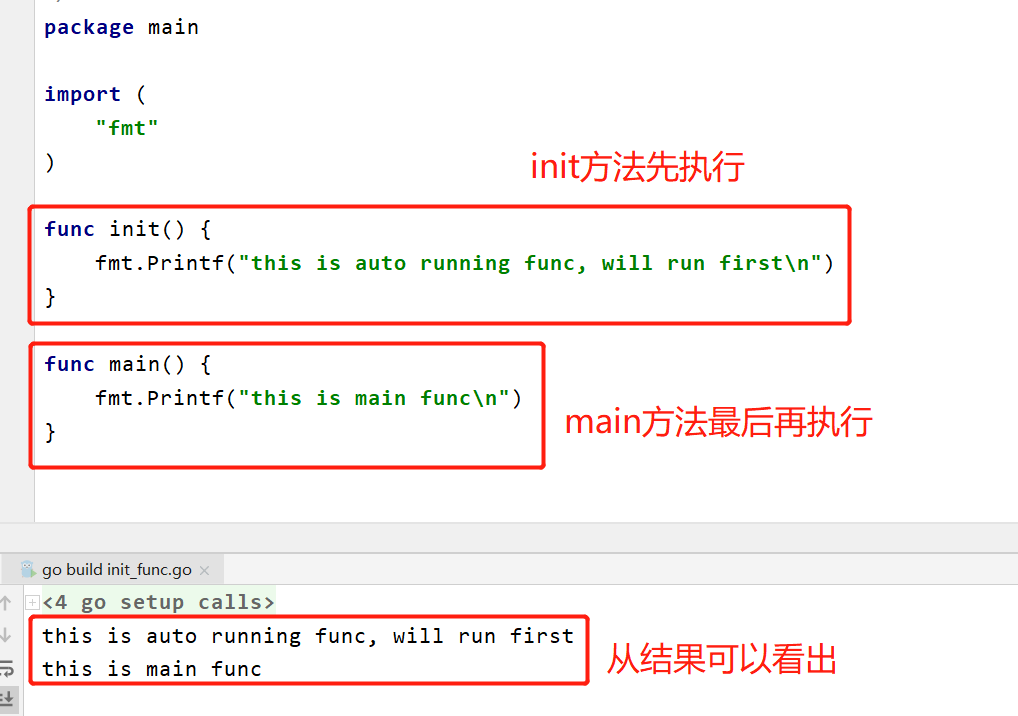 package main
import (
"fmt"
)
init方法先执行
func init() {
fmt.Printf("this is auto running func, will run first\n")
}
func main() {
fmt.Printf("this is main func\n")
}
main方法最后再执行
go build init_func.go
<4 go setup calls>
this is auto running func, will run first
this is main func
从结果可以看出